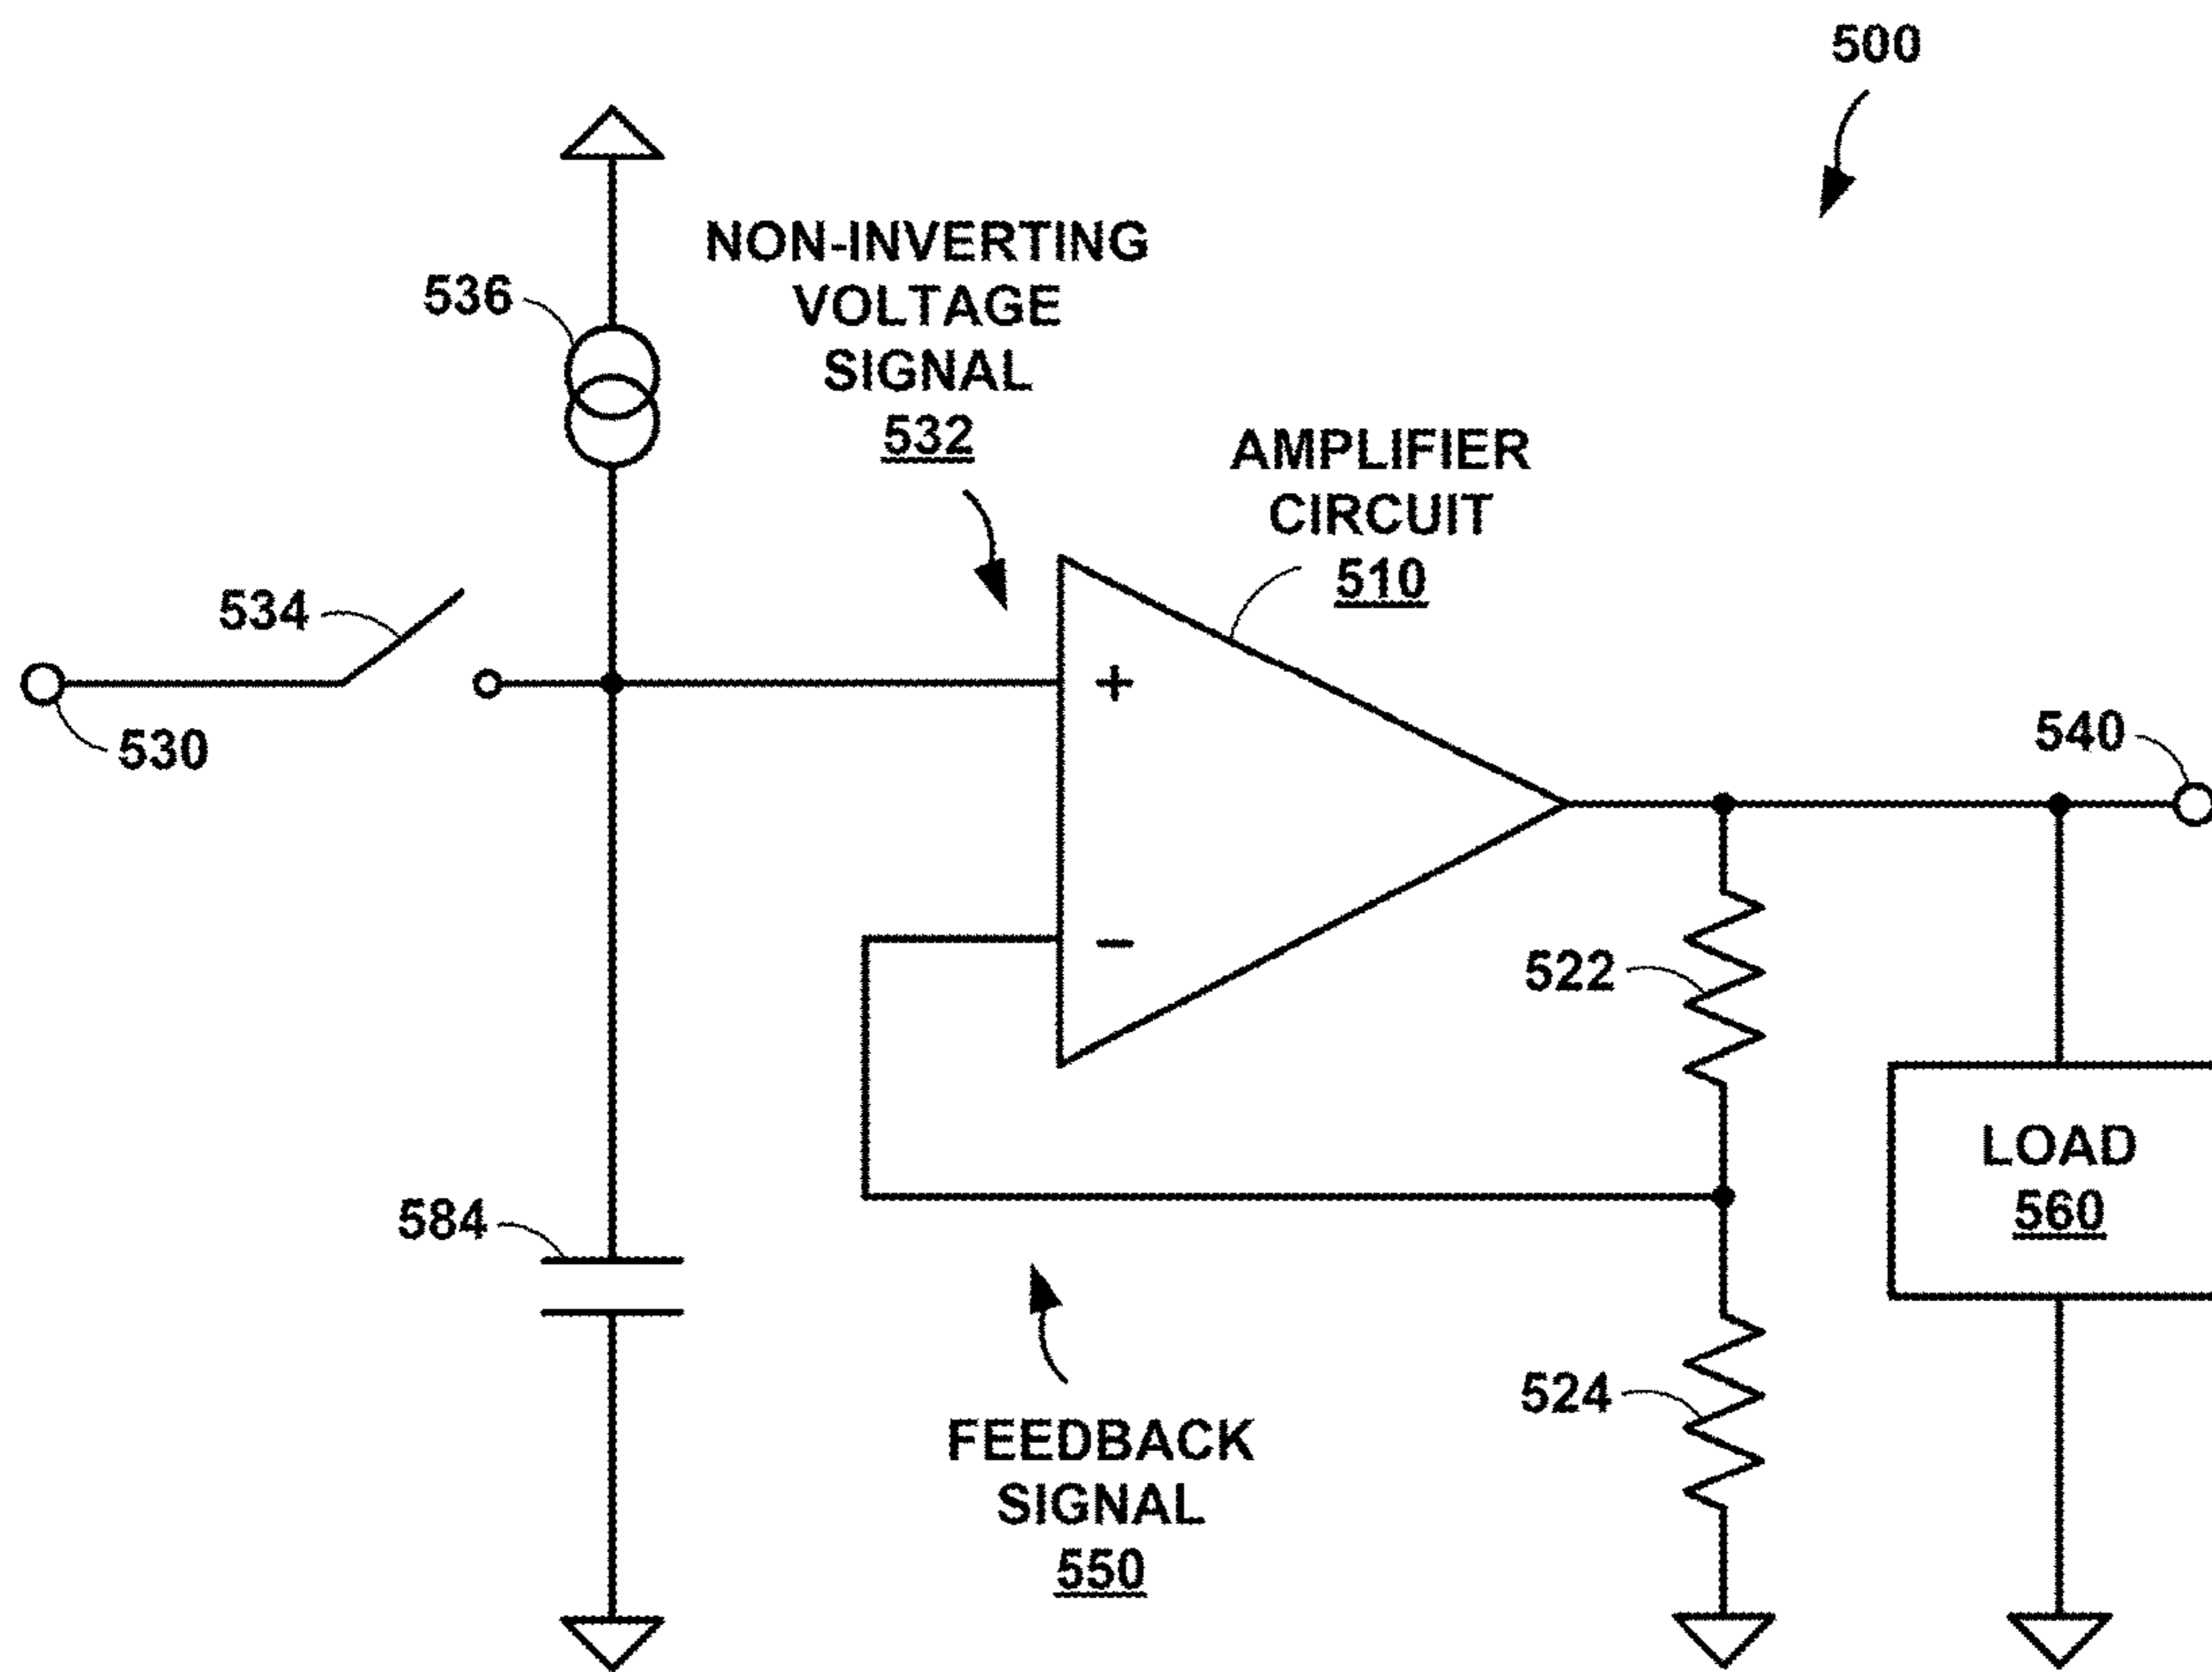 500
NON-INVERTING
VOLTAGE
SIGNAL
532
536
AMPLIFIER
CIRCUIT
510
534
530
+
540
−
522
LOAD
560
584
524
FEEDBACK
SIGNAL
550